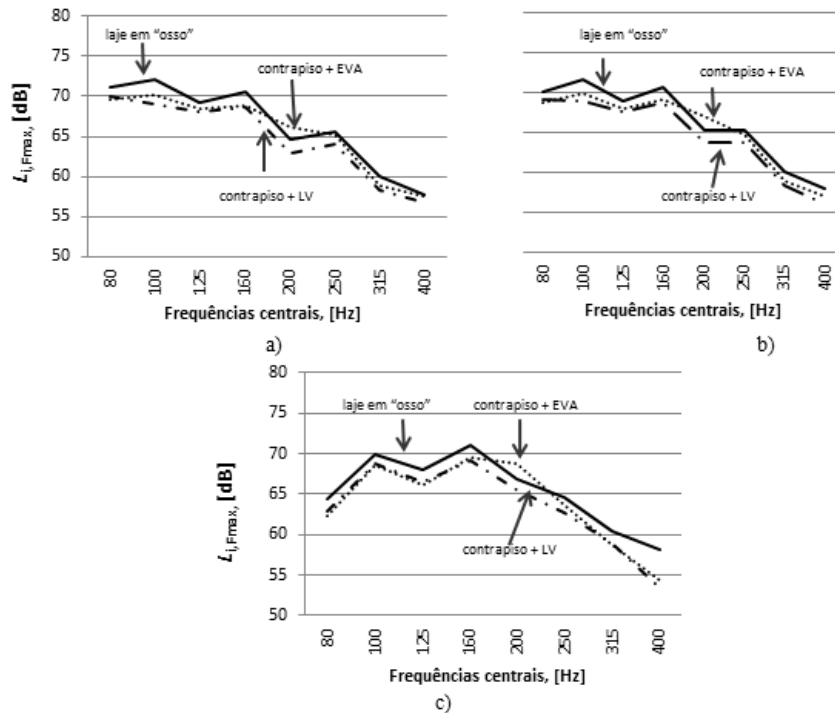 80
75
70
65
60
55
50
Li,Fmax, [dB]
laje em “osso”
contrapiso + EVA
contrapiso + LV
80
100
125
160
200
250
315
400
Frequências centrais, [Hz]
a)
laje em “osso”
contrapiso + EVA
contrapiso + LV
80
100
125
160
200
250
315
400
Frequências centrais, [Hz]
b)
80
75
70
65
60
55
50
Li,Fmax, [dB]
laje em “osso”
contrapiso + EVA
contrapiso + LV
80
100
125
160
200
250
315
400
Frequências centrais, [Hz]
c)